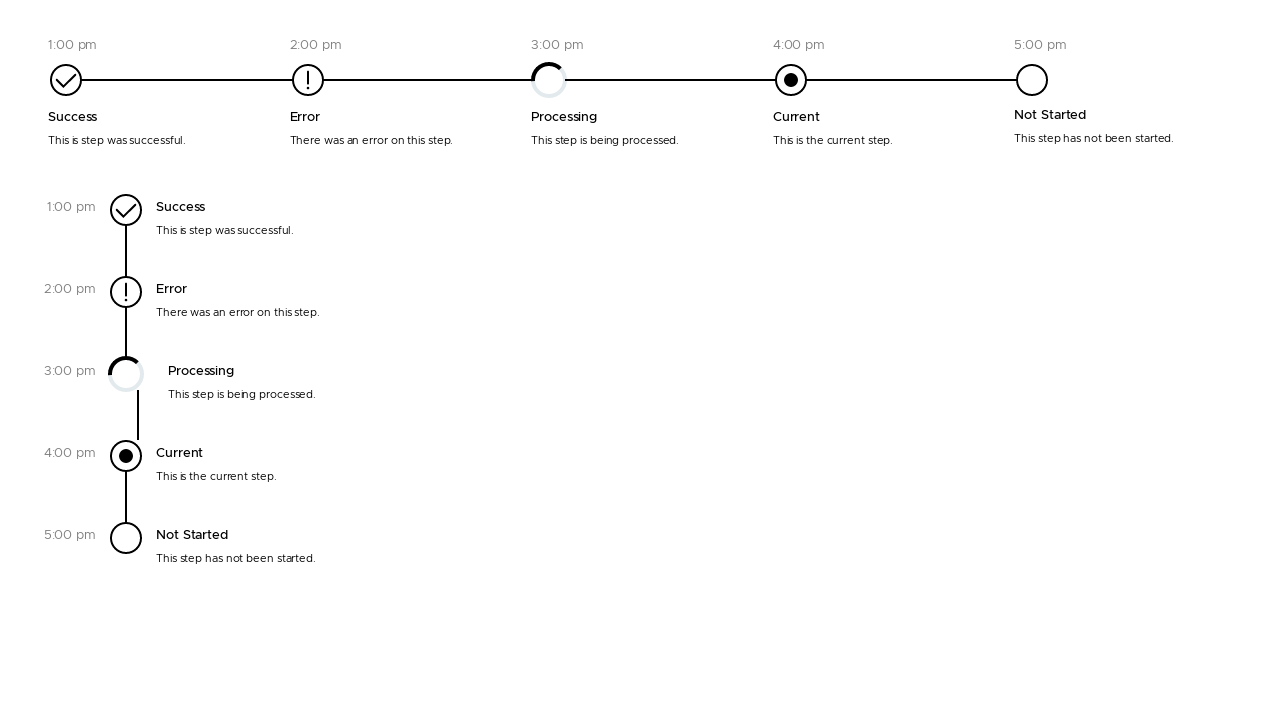 1:00 pm 2:00 pm 3:00 pm 4:00 pm 5:00 pm
Success Error Processing Current Not Started
This is step was successful. There was an error on this step. This step is being processed. This is the current step. This step has not been started.
1:00 pm Success
This is step was successful.
2:00 pm Error
There was an error on this step.
3:00 pm Processing
This step is being processed.
4:00 pm Current
This is the current step.
5:00 pm Not Started
This step has not been started.